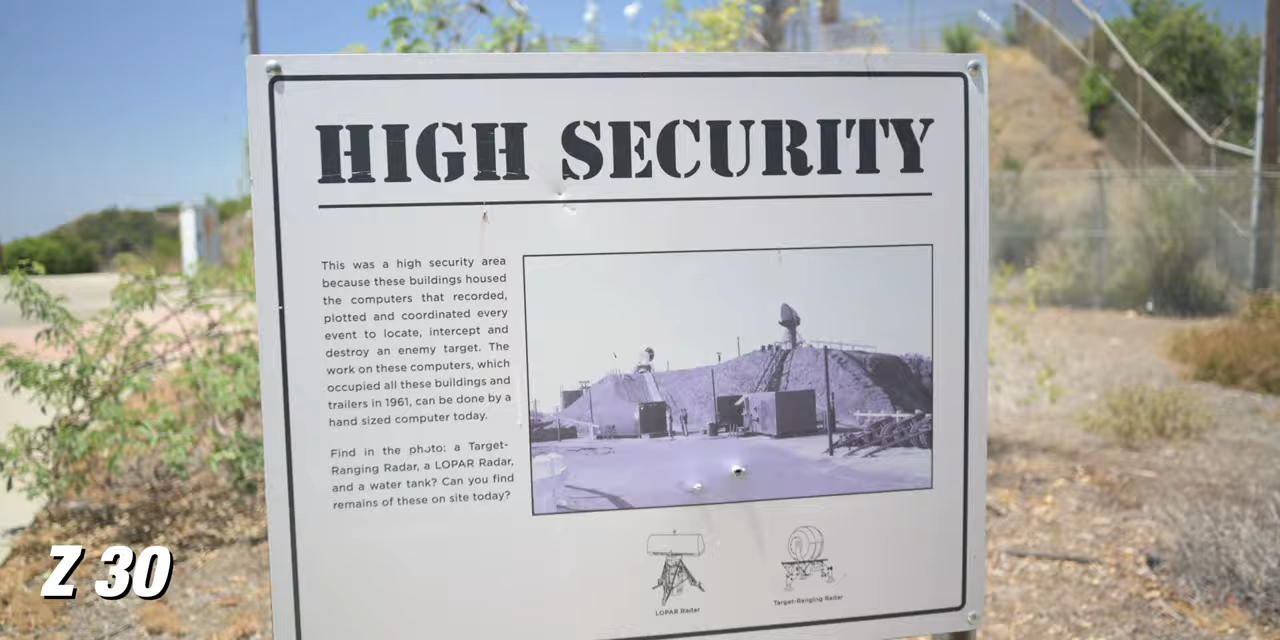 HIGH SECURITY
This was a high security area
because these buildings housed
the computers that recorded,
plotted and coordinated every
event to locate, intercept and
destroy an enemy target. The
work on these computers, which
occupied all these buildings and
trailers in 1961, can be done by a
hand sized computer today.
Find in the photo: a Target-
Ranging Radar, a LOPAR Radar,
and a water tank? Can you find
remains of these on site today?
LOPAR Radar
Target-Ranging Radar
Z 30